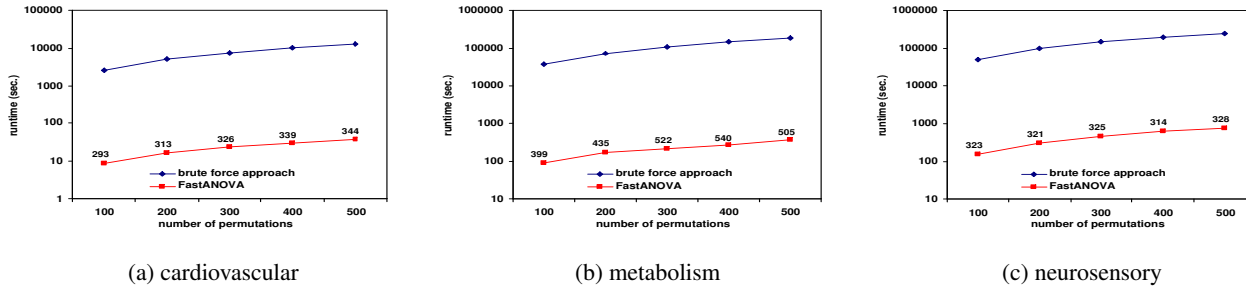 100000
10000
1000
100
10
1
runtime (sec.)
293
313
326
339
344
brute force approach
FastANOVA
100 200 300 400 500
number of permutations
(a) cardiovascular
1000000
100000
10000
1000
100
10
runtime (sec.)
399
435
522
540
505
brute force approach
FastANOVA
100 200 300 400 500
number of permutations
(b) metabolism
1000000
100000
10000
1000
100
10
runtime (sec.)
323
321
325
314
328
brute force approach
FastANOVA
100 200 300 400 500
number of permutations
(c) neurosensory